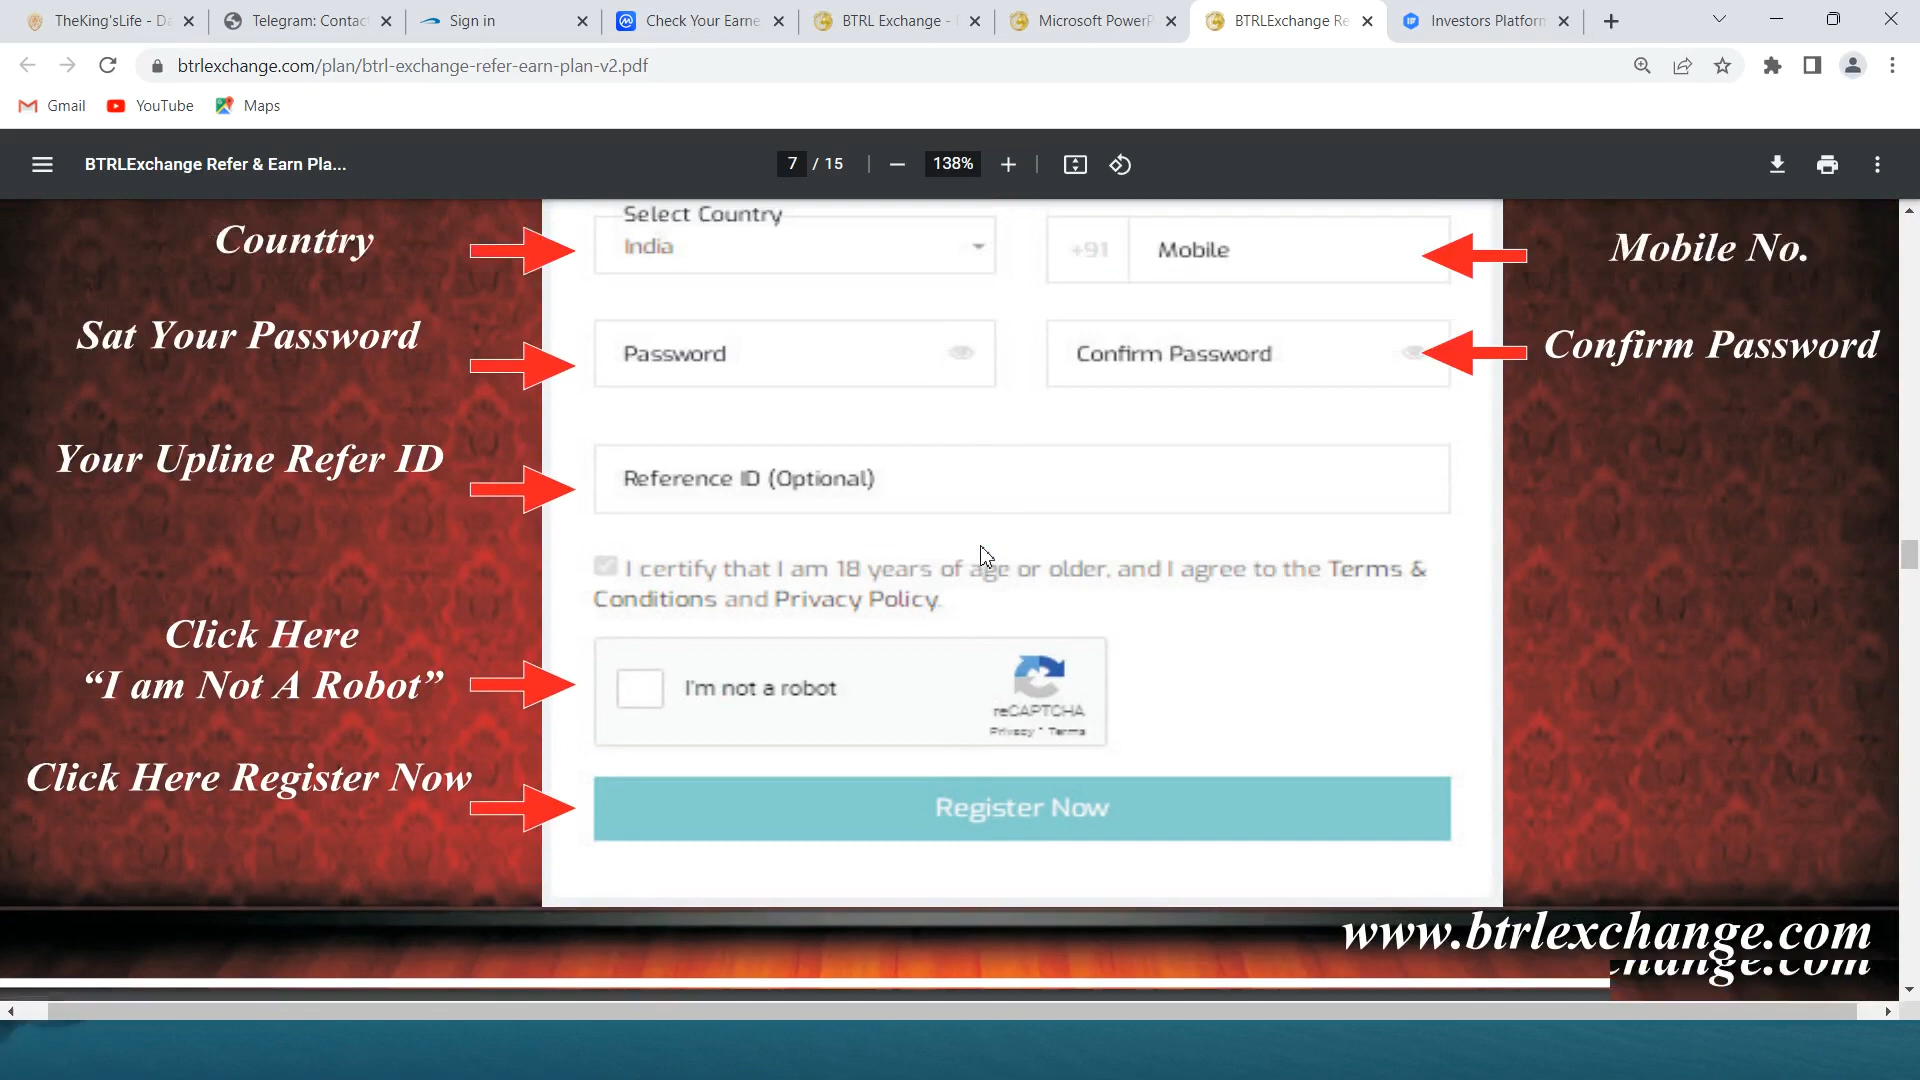 TheKing'sLife - Da
Telegram: Contac
Sign in
Check Your Earne
BTRL Exchange -
Microsoft PowerP
BTRLExchange Re
Investors Platform
btrlexchange.com/plan/btrl-exchange-refer-earn-plan-v2.pdf
Gmail
YouTube
Maps
BTRLExchange Refer & Earn Pla...
7 / 15
138%
Counttry
Select Country
India
+91
Mobile
Mobile No.
Sat Your Password
Password
Confirm Password
Confirm Password
Your Upline Refer ID
Reference ID (Optional)
I certify that I am 18 years of age or older, and I agree to the Terms &
Conditions and Privacy Policy.
Click Here
“I am Not A Robot”
I'm not a robot
reCAPTCHA
Privacy - Terms
Click Here Register Now
Register Now
www.btrlexchange.com
change.com